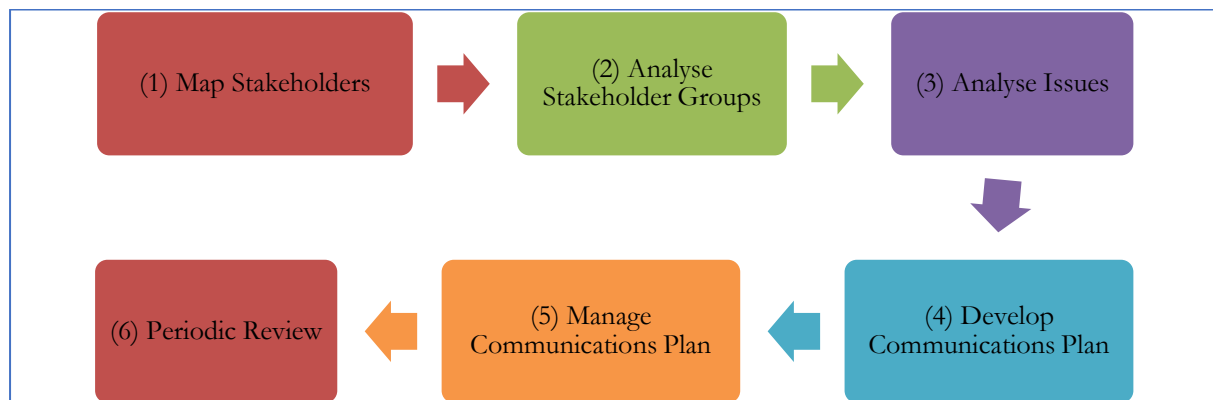 (1) Map Stakeholders
(2) Analyse
Stakeholder Groups
(3) Analyse Issues
(4) Develop
Communications Plan
(5) Manage
Communications Plan
(6) Periodic Review